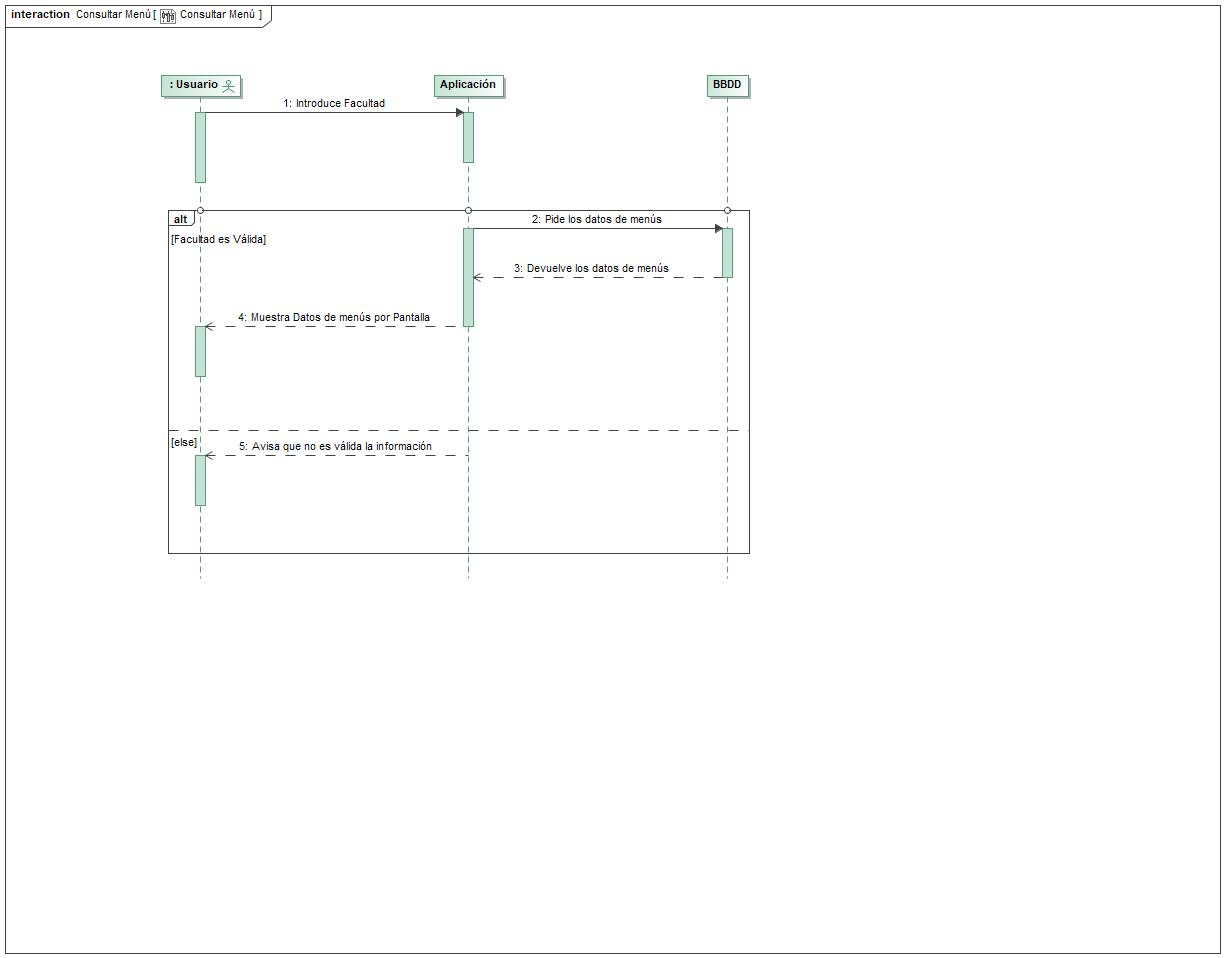 interaction Consultar Menú [ Consultar Menú ]
: Usuario
Aplicación
BBDD
1: Introduce Facultad
alt
2: Pide los datos de menús
[Facultad es Válida]
3: Devuelve los datos de menús
4: Muestra Datos de menús por Pantalla
[else]
5: Avisa que no es válida la información